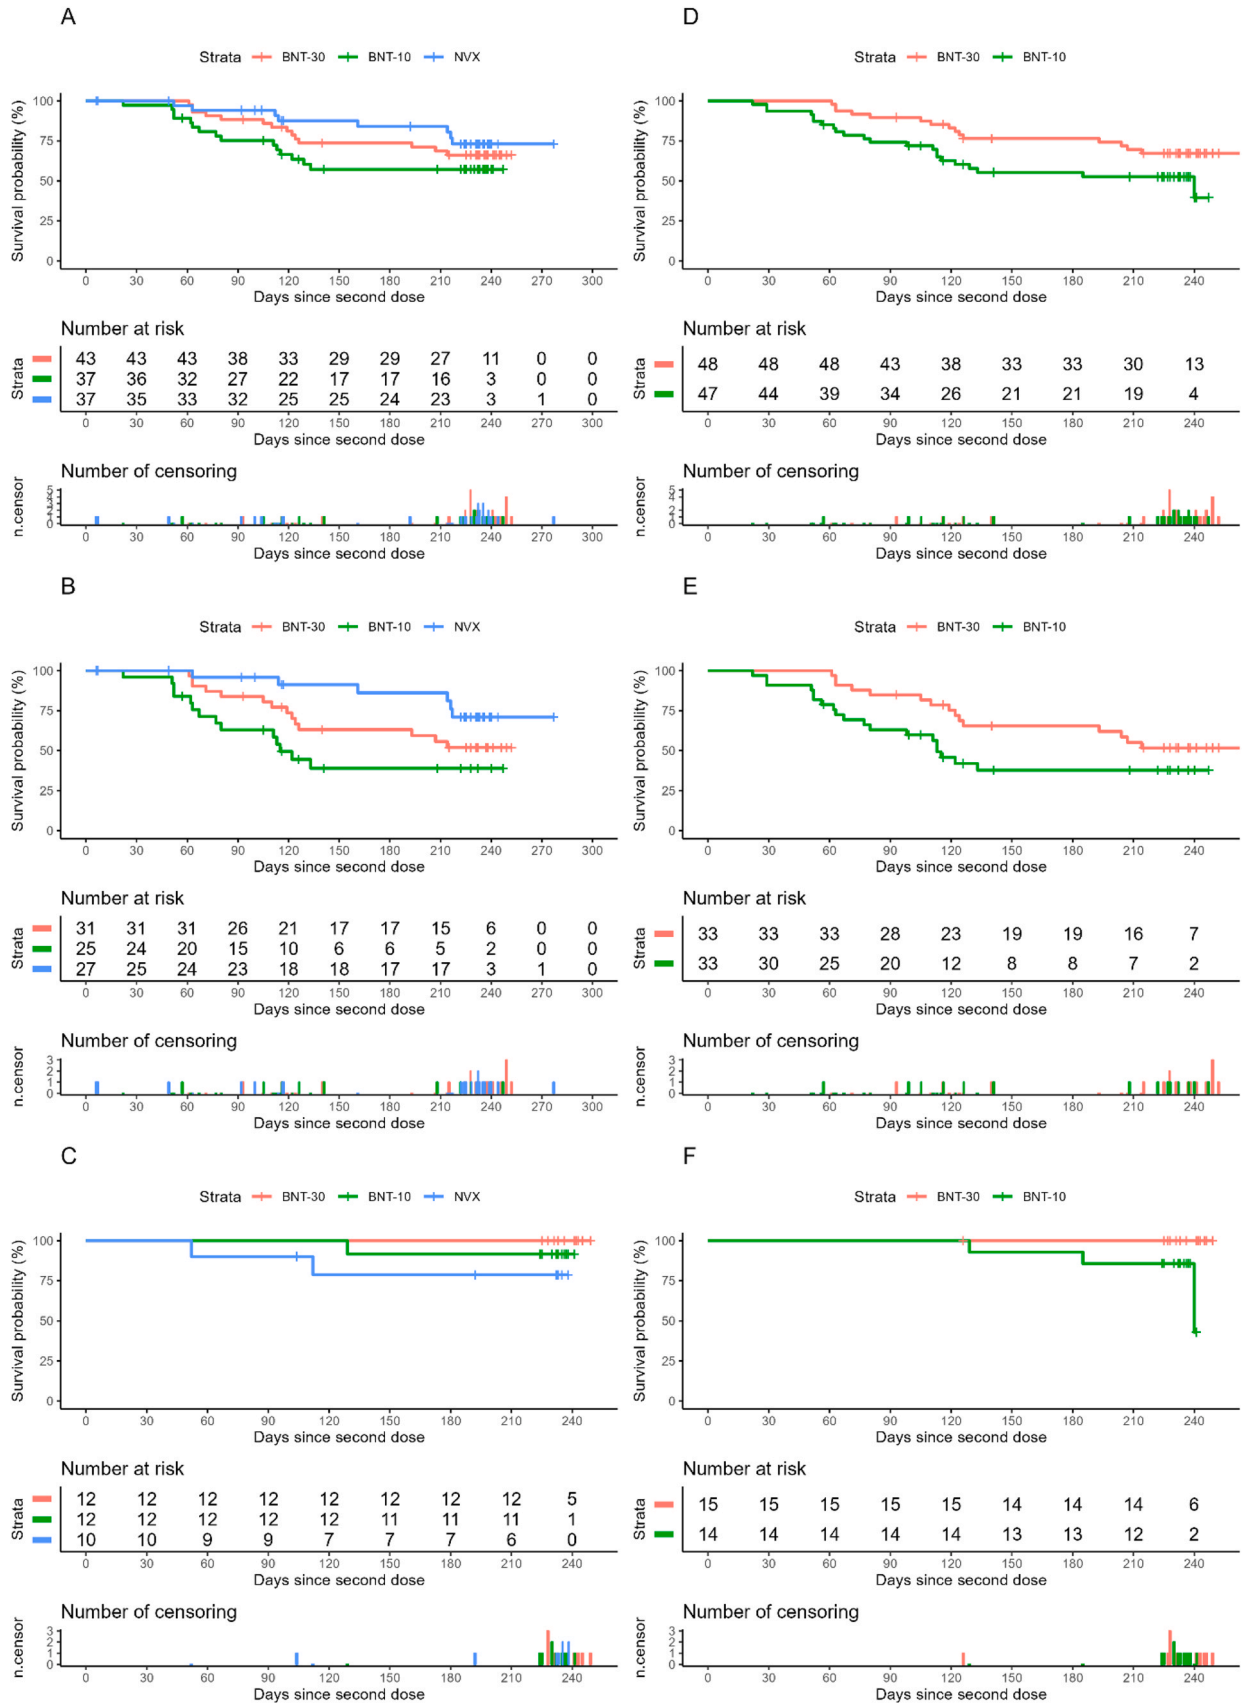 A
Strata BNT-30 BNT-10 NVX
Survival probability (%)
100
75
50
25
0
0 30 60 90 120 150 180 210 240 270 300
Days since second dose
Number at risk
Strata
43 43 43 38 33 29 29 27 11 0 0
37 36 32 27 22 17 17 16 3 0 0
37 35 33 32 25 25 24 23 3 1 0
0 30 60 90 120 150 180 210 240 270 300
Days since second dose
Number of censoring
n.censor
5
4
3
2
1
0
0 30 60 90 120 150 180 210 240 270 300
Days since second dose
D
Strata BNT-30 BNT-10
Survival probability (%)
100
75
50
25
0
0 30 60 90 120 150 180 210 240
Days since second dose
Number at risk
Strata
48 48 48 43 38 33 33 30 13
47 44 39 34 26 21 21 19 4
0 30 60 90 120 150 180 210 240
Days since second dose
Number of censoring
n.censor
5
4
3
2
1
0
0 30 60 90 120 150 180 210 240
Days since second dose
B
Strata BNT-30 BNT-10 NVX
Survival probability (%)
100
75
50
25
0
0 30 60 90 120 150 180 210 240 270 300
Days since second dose
Number at risk
Strata
31 31 31 26 21 17 17 15 6 0 0
25 24 20 15 10 6 6 5 2 0 0
27 25 24 23 18 18 17 17 3 1 0
0 30 60 90 120 150 180 210 240 270 300
Days since second dose
Number of censoring
n.censor
3
2
1
0
0 30 60 90 120 150 180 210 240 270 300
Days since second dose
E
Strata BNT-30 BNT-10
Survival probability (%)
100
75
50
25
0
0 30 60 90 120 150 180 210 240
Days since second dose
Number at risk
Strata
33 33 33 28 23 19 19 16 7
33 30 25 20 12 8 8 7 2
0 30 60 90 120 150 180 210 240
Days since second dose
Number of censoring
n.censor
3
2
1
0
0 30 60 90 120 150 180 210 240
Days since second dose
C
Strata BNT-30 BNT-10 NVX
Survival probability (%)
100
75
50
25
0
0 30 60 90 120 150 180 210 240
Days since second dose
Number at risk
Strata
12 12 12 12 12 12 12 12 5
12 12 12 12 12 11 11 11 1
10 10 9 9 7 7 7 6 0
0 30 60 90 120 150 180 210 240
Days since second dose
Number of censoring
n.censor
3
2
1
0
0 30 60 90 120 150 180 210 240
Days since second dose
F
Strata BNT-30 BNT-10
Survival probability (%)
100
75
50
25
0
0 30 60 90 120 150 180 210 240
Days since second dose
Number at risk
Strata
15 15 15 15 15 14 14 14 6
14 14 14 14 14 13 13 12 2
0 30 60 90 120 150 180 210 240
Days since second dose
Number of censoring
n.censor
3
2
1
0
0 30 60 90 120 150 180 210 240
Days since second dose